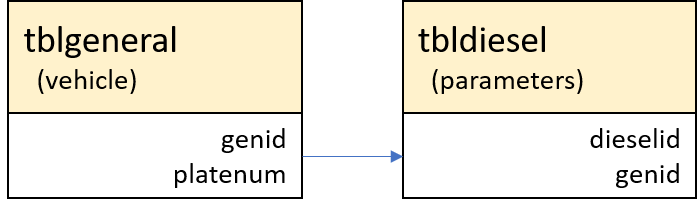 tblgeneral
(vehicle)
genid
platenum
tbldiesel
(parameters)
dieselid
genid